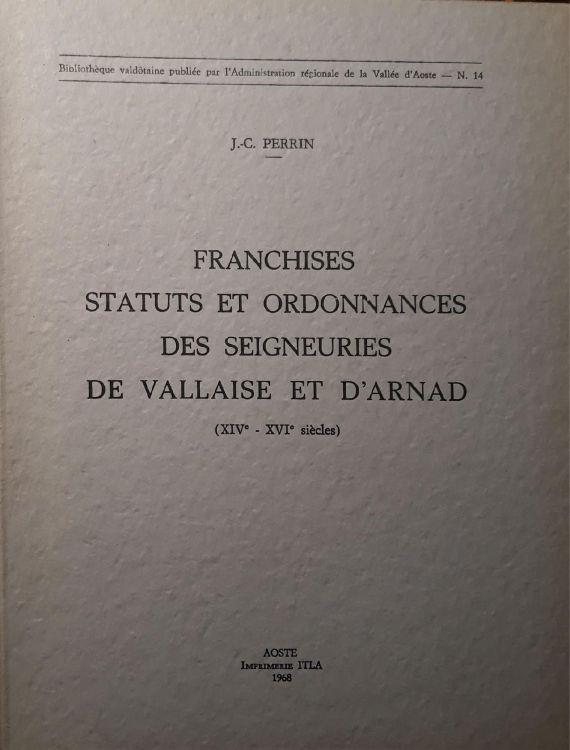 Bibliothèque valdôtaine publiée par l'Administration régionale de la Vallée d'Aoste — N. 14
J.-C. PERRIN
FRANCHISES
STATUTS ET ORDONNANCES
DES SEIGNEURIES
DE VALLAISE ET D'ARNAD
(XIVe - XVIe siècles)
AOSTE
IMPRIMERIE ITLA
1968